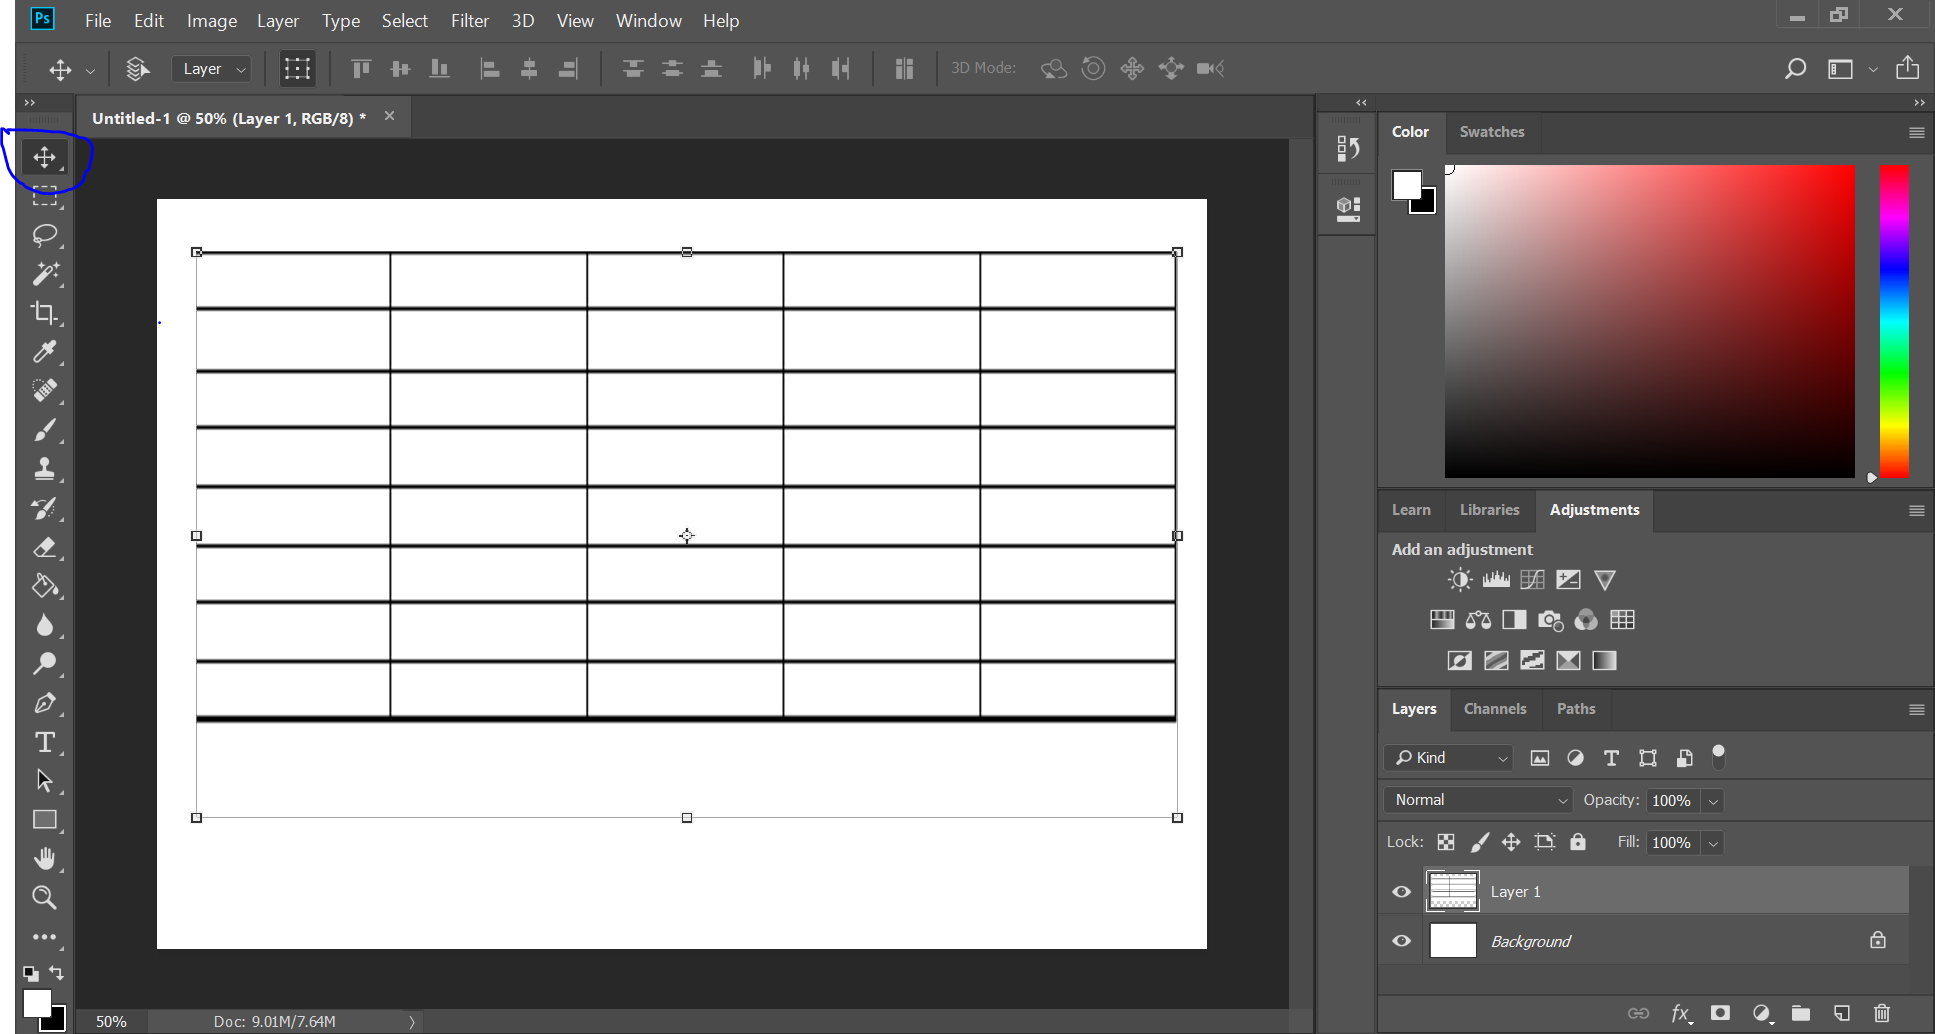 Ps File Edit Image Layer Type Select Filter 3D View Window Help
Layer 3D Mode:
Untitled-1 @ 50% (Layer 1, RGB/8) *
Color Swatches
Learn Libraries Adjustments
Add an adjustment
T
Layers Channels Paths
Kind T
Normal Opacity: 100%
Lock: Fill: 100%
Layer 1
Background
fx
50% Doc: 9.01M/7.64M